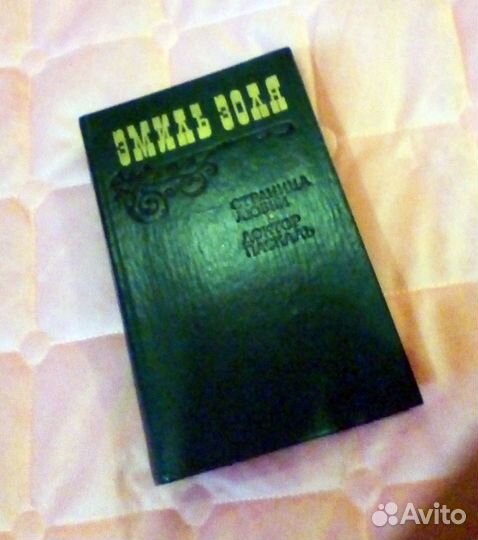 ЭМИЛЬ ЗОЛЯ
СТРАНИЦА
ЛЮБВИ
ДОКТОР
ПАСКАЛЬ
Avito